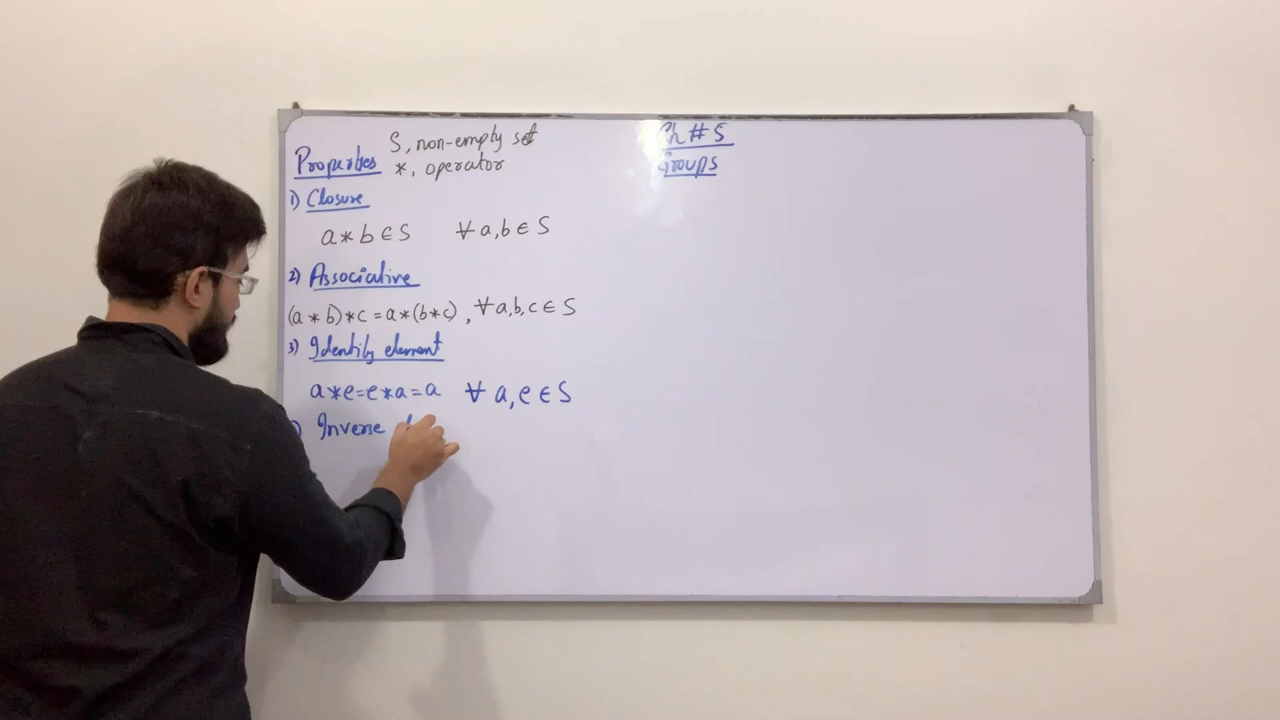 Ch # 5
Groups
S, non-empty set
Properties *, operator
1) Closure
a * b ∈ S ∀ a,b ∈ S
2) Associative
(a * b) * c = a * (b * c) , ∀ a,b,c ∈ S
3) Identity element
a * e = e * a = a ∀ a, e ∈ S
) Inverse